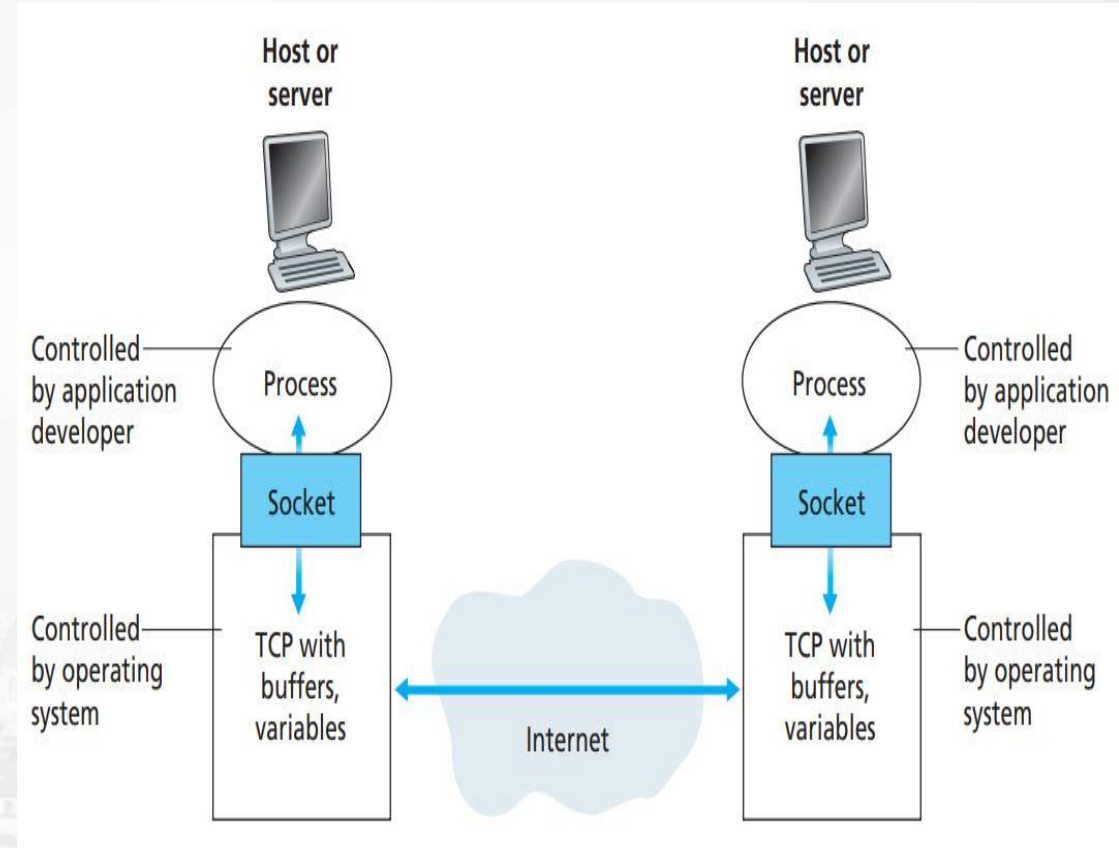 Host or
server
Host or
server
Controlled
by application
developer
Process
Process
Controlled
by application
developer
Socket
Socket
Controlled
by operating
system
TCP with
buffers,
variables
Internet
TCP with
buffers,
variables
Controlled
by operating
system